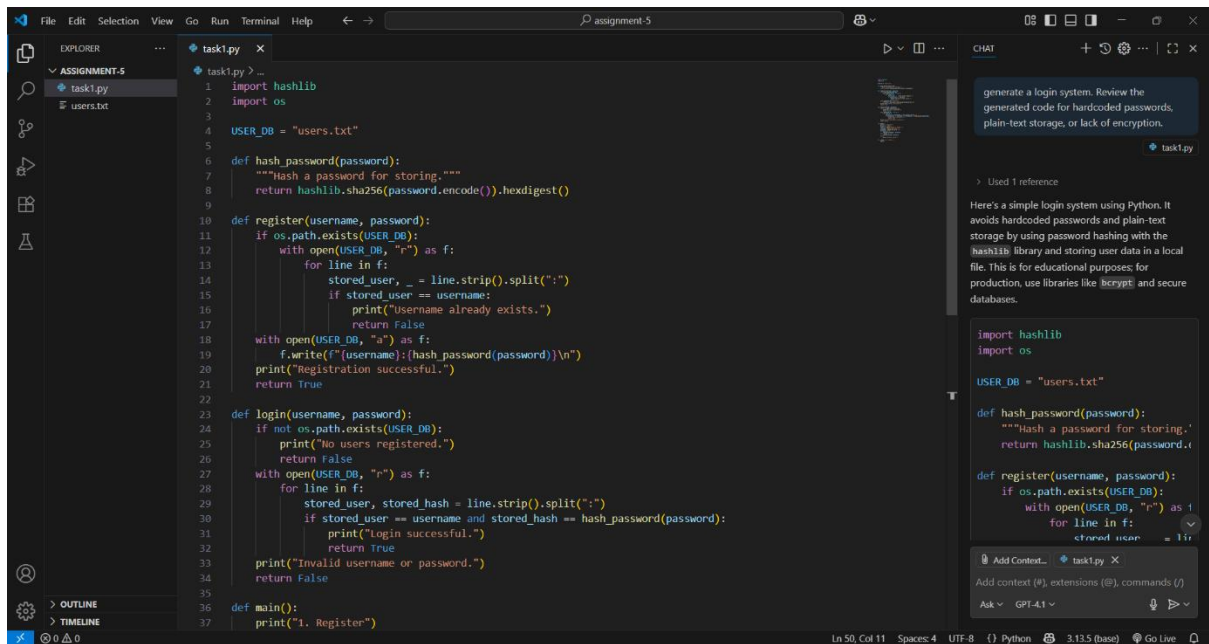 File Edit Selection View Go Run Terminal Help
assignment-5
EXPLORER
ASSIGNMENT-5
task1.py
users.txt
OUTLINE
TIMELINE
task1.py
task1.py > ...
1 import hashlib
2 import os
3
4 USER_DB = "users.txt"
5
6 def hash_password(password):
7     """Hash a password for storing."""
8     return hashlib.sha256(password.encode()).hexdigest()
9
10 def register(username, password):
11     if os.path.exists(USER_DB):
12         with open(USER_DB, "r") as f:
13             for line in f:
14                 stored_user, _ = line.strip().split(":")
15                 if stored_user == username:
16                     print("Username already exists.")
17                     return False
18     with open(USER_DB, "a") as f:
19         f.write(f"{username}:{hash_password(password)}\n")
20     print("Registration successful.")
21     return True
22
23 def login(username, password):
24     if not os.path.exists(USER_DB):
25         print("No users registered.")
26         return False
27     with open(USER_DB, "r") as f:
28         for line in f:
29             stored_user, stored_hash = line.strip().split(":")
30             if stored_user == username and stored_hash == hash_password(password):
31                 print("Login successful.")
32                 return True
33     print("Invalid username or password.")
34     return False
35
36 def main():
37     print("1. Register")
CHAT
generate a login system. Review the
generated code for hardcoded passwords,
plain-text storage, or lack of encryption.
task1.py
> Used 1 reference
Here's a simple login system using Python. It
avoids hardcoded passwords and plain-text
storage by using password hashing with the
hashlib library and storing user data in a local
file. This is for educational purposes; for
production, use libraries like bcrypt and secure
databases.
import hashlib
import os
USER_DB = "users.txt"
def hash_password(password):
    """Hash a password for storing."
    return hashlib.sha256(password.
def register(username, password):
    if os.path.exists(USER_DB):
        with open(USER_DB, "r") as
            for line in f:
                stored_user, _ =
Add Context... task1.py
Add context (#), extensions (@), commands (/)
Ask GPT-4.1
0 0 Ln 50, Col 11 Spaces: 4 UTF-8 {} Python 3.13.5 (base) Go Live